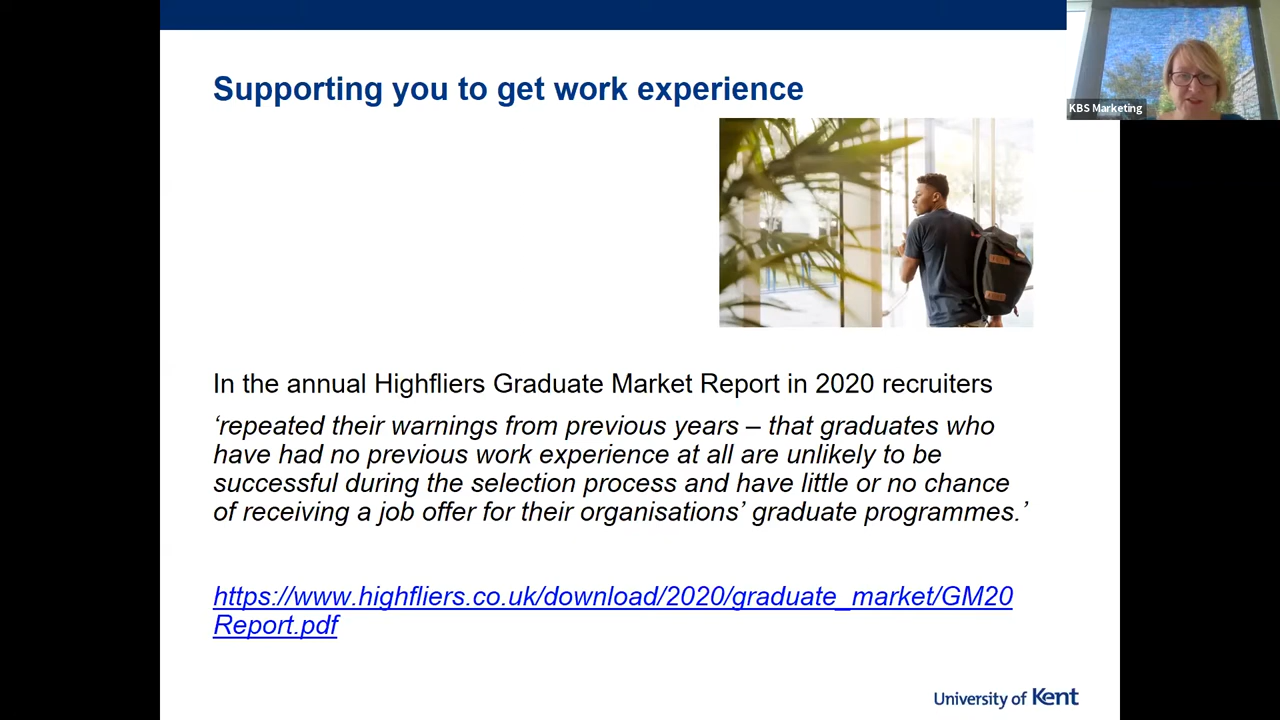 Supporting you to get work experience
KBS Marketing
In the annual Highfliers Graduate Market Report in 2020 recruiters
‘repeated their warnings from previous years – that graduates who
have had no previous work experience at all are unlikely to be
successful during the selection process and have little or no chance
of receiving a job offer for their organisations’ graduate programmes.’
https://www.highfliers.co.uk/download/2020/graduate_market/GM20
Report.pdf
University of Kent